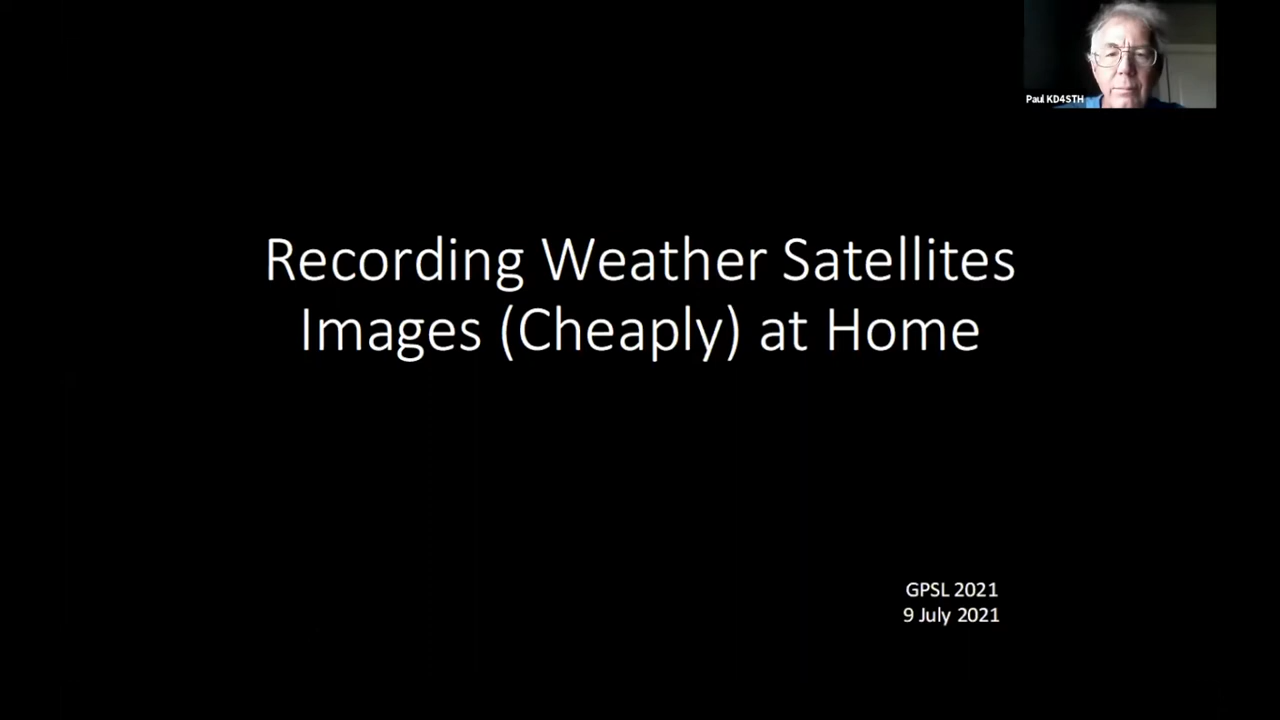 Paul KD4STH
Recording Weather Satellites
Images (Cheaply) at Home
GPSL 2021
9 July 2021